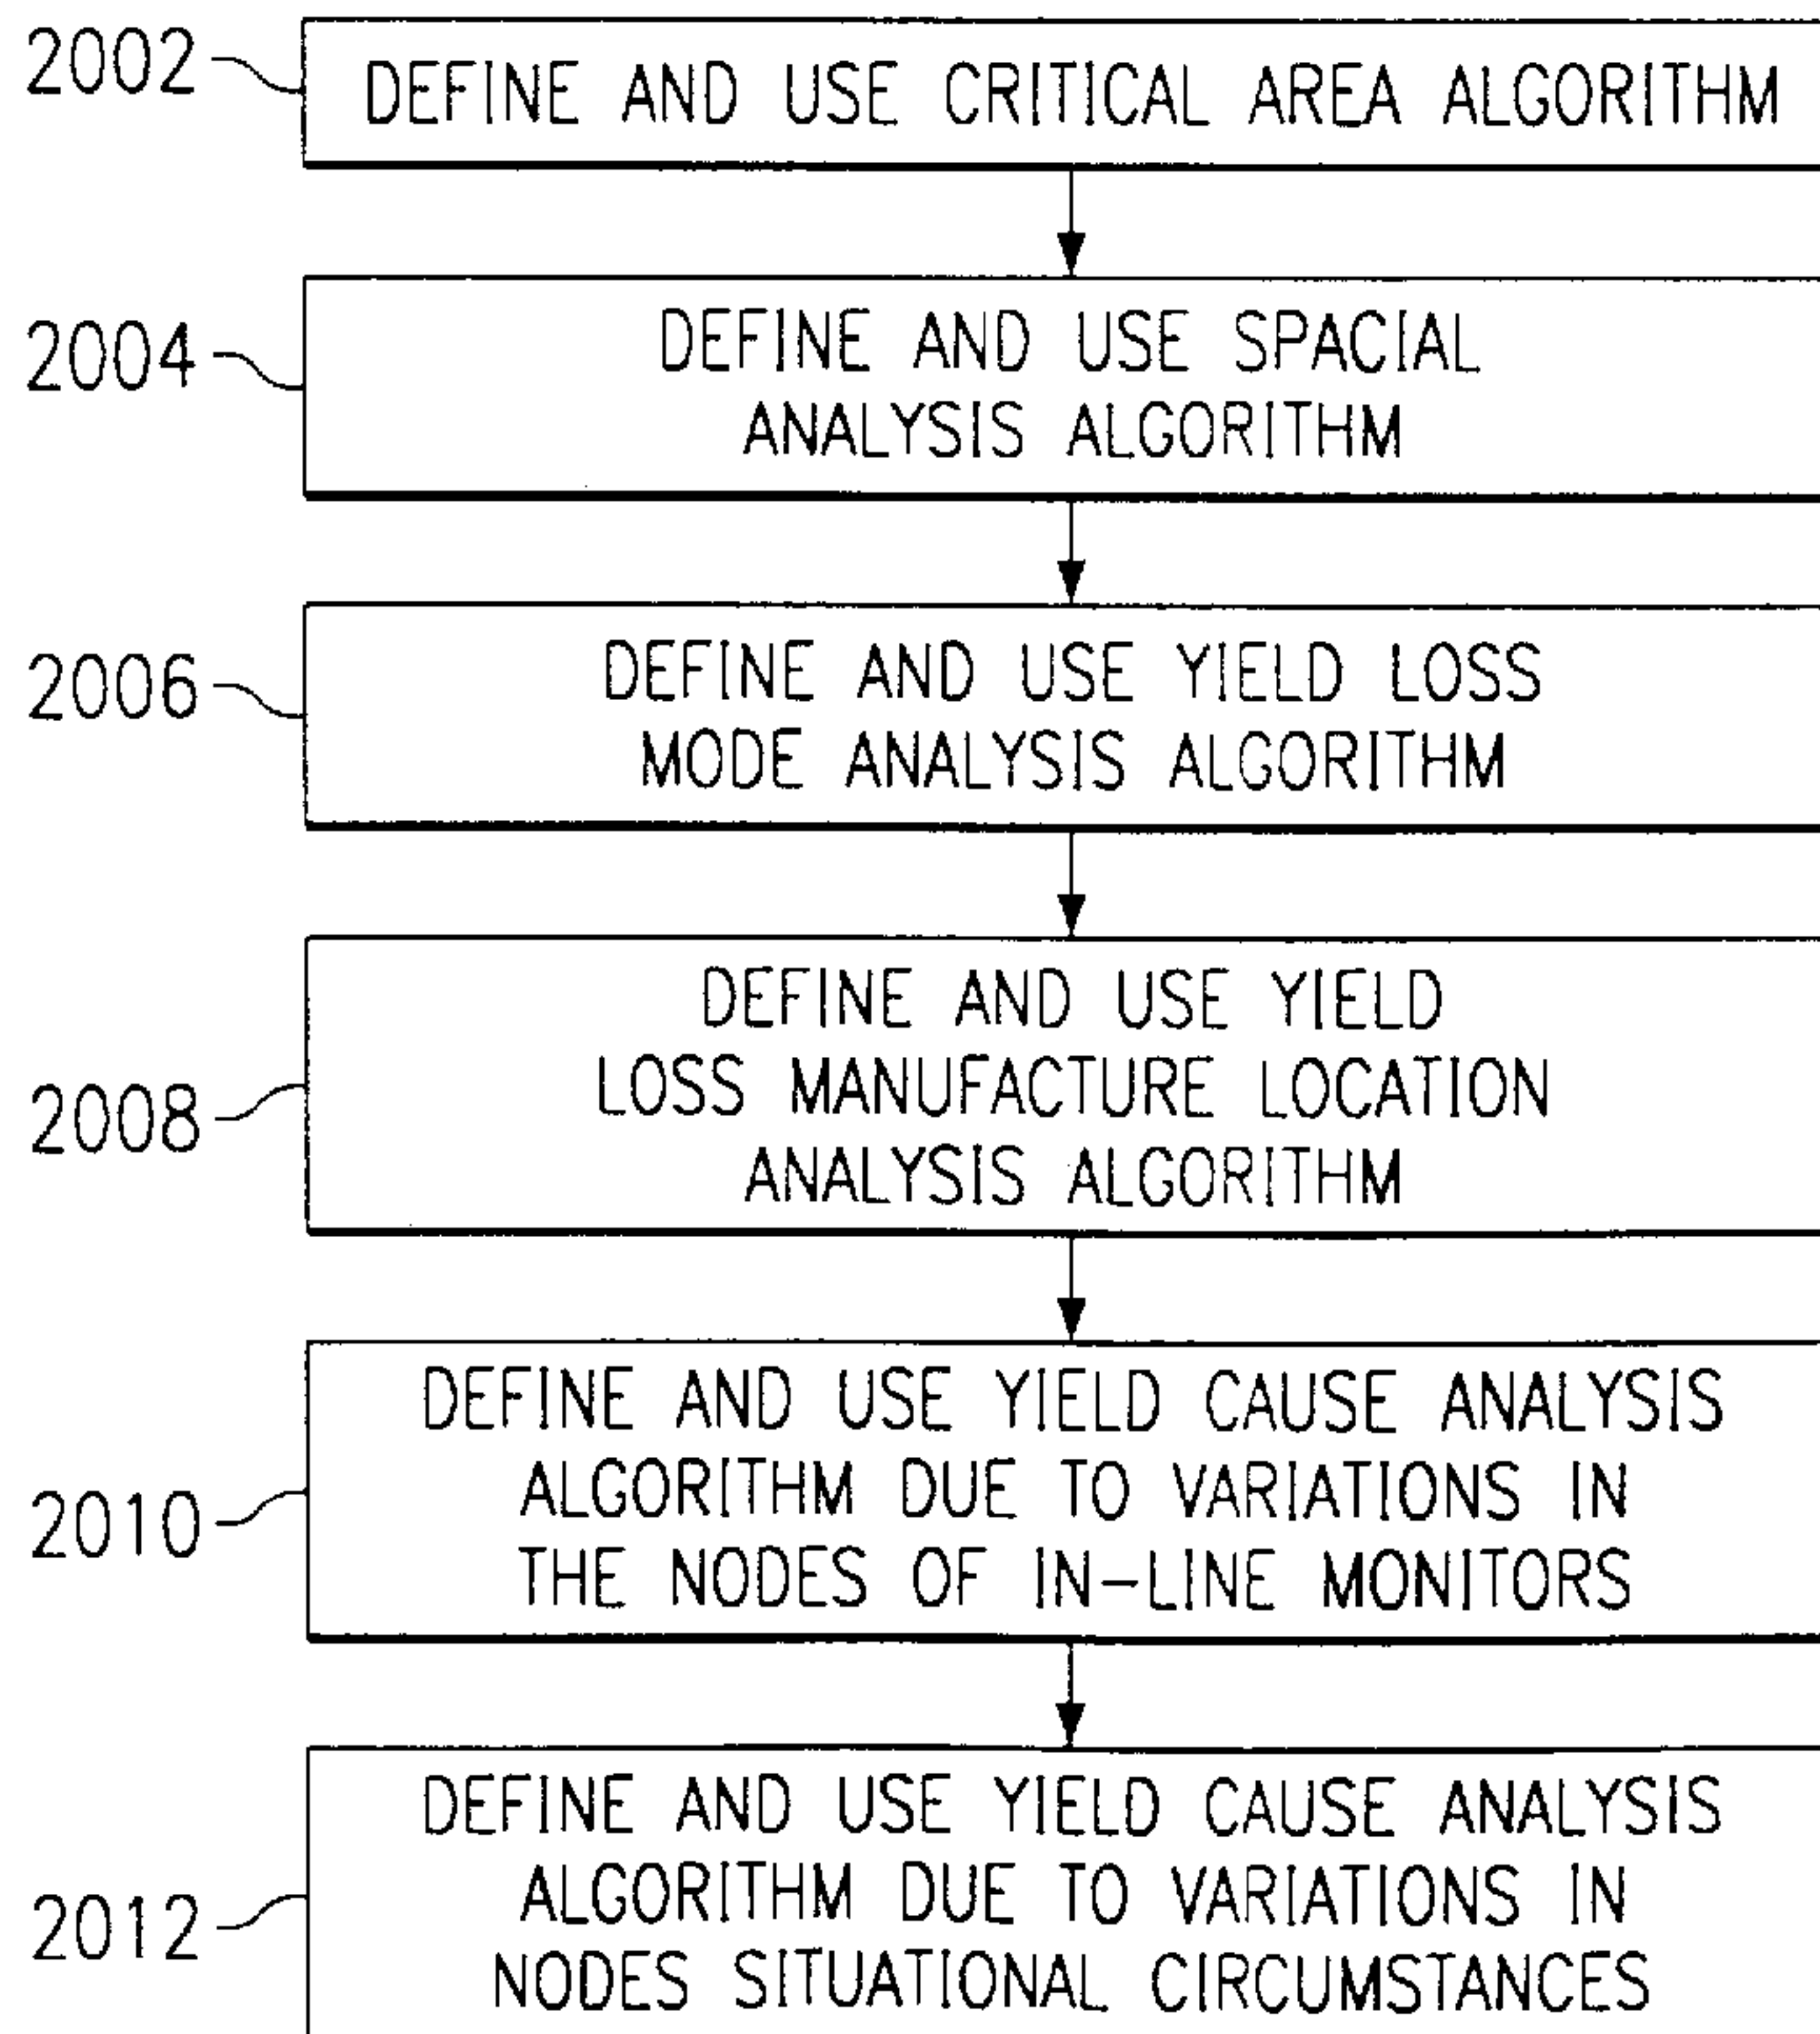 2002
DEFINE AND USE CRITICAL AREA ALGORITHM
2004
DEFINE AND USE SPACIAL
ANALYSIS ALGORITHM
2006
DEFINE AND USE YIELD LOSS
MODE ANALYSIS ALGORITHM
2008
DEFINE AND USE YIELD
LOSS MANUFACTURE LOCATION
ANALYSIS ALGORITHM
2010
DEFINE AND USE YIELD CAUSE ANALYSIS
ALGORITHM DUE TO VARIATIONS IN
THE NODES OF IN-LINE MONITORS
2012
DEFINE AND USE YIELD CAUSE ANALYSIS
ALGORITHM DUE TO VARIATIONS IN
NODES SITUATIONAL CIRCUMSTANCES